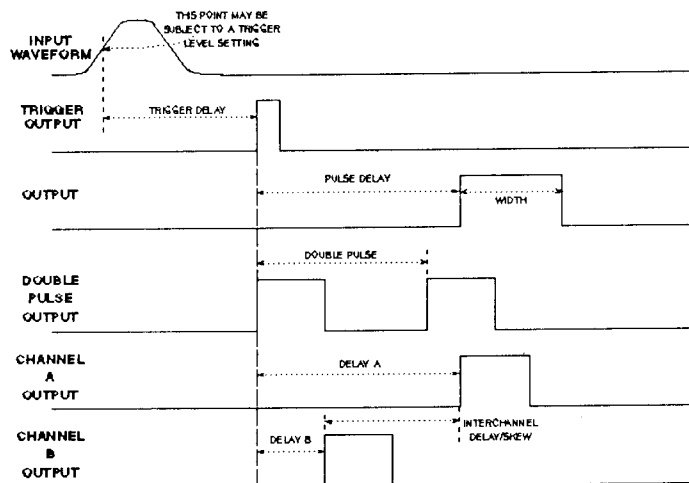 THIS POINT MAY BE
SUBJECT TO A TRIGGER
LEVEL SETTING
INPUT
WAVEFORM
TRIGGER
OUTPUT
TRIGGER DELAY
OUTPUT
PULSE DELAY
WIDTH
DOUBLE
PULSE
OUTPUT
DOUBLE PULSE
CHANNEL
A
OUTPUT
DELAY A
CHANNEL
B
OUTPUT
DELAY B
INTERCHANNEL
DELAY/SKEW